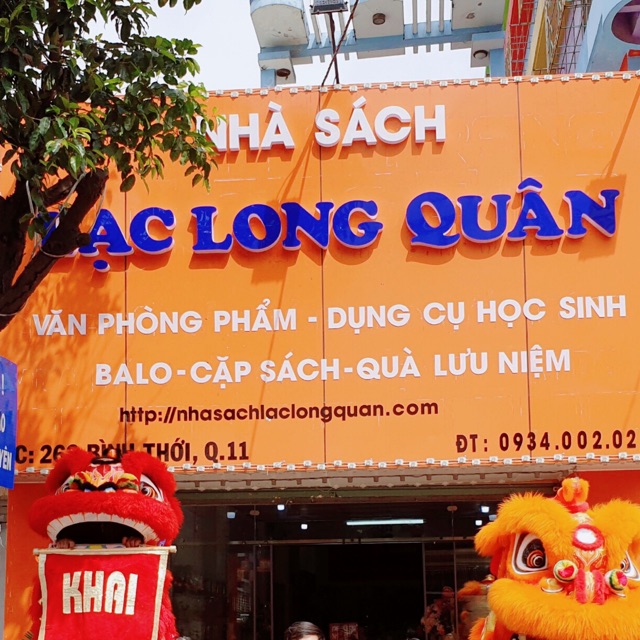 NHÀ SÁCH
LẠC LONG QUÂN
VĂN PHÒNG PHẨM - DỤNG CỤ HỌC SINH
BALO-CẶP SÁCH-QUÀ LƯU NIỆM
http://nhasachlaclongquan.com
BÌNH THỚI, Q.11
ĐT: 0934.002.02
KHAI